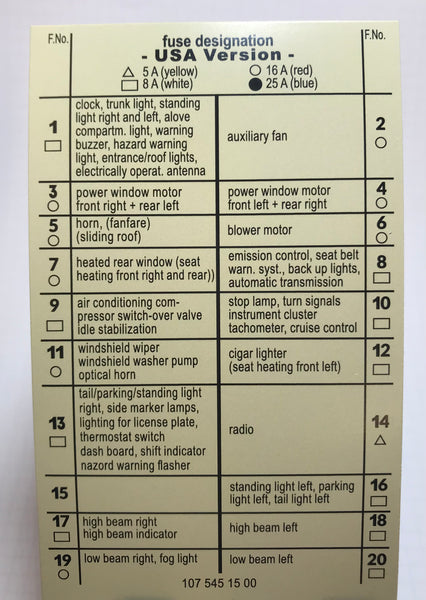 F.No.
fuse designation
- USA Version -
F.No.
5 A (yellow)
16 A (red)
8 A (white)
25 A (blue)
1
clock, trunk light, standing
light right and left, alove
compartm. light, warning
buzzer, hazard warning
light, entrance/roof lights,
electrically operat. antenna
auxiliary fan
2
3
power window motor
front right + rear left
power window motor
front left + rear right
4
5
horn, (fanfare)
(sliding roof)
blower motor
6
7
heated rear window (seat
heating front right and rear))
emission control, seat belt
warn. syst., back up lights,
automatic transmission
8
9
air conditioning com-
pressor switch-over valve
idle stabilization
stop lamp, turn signals
instrument cluster
tachometer, cruise control
10
11
windshield wiper
windshield washer pump
optical horn
cigar lighter
(seat heating front left)
12
13
tail/parking/standing light
right, side marker lamps,
lighting for license plate,
thermostat switch
dash board, shift indicator
nazord warning flasher
radio
14
15
standing light left, parking
light left, tail light left
16
17
high beam right
high beam indicator
high beam left
18
19
low beam right, fog light
low beam left
20
107 545 15 00